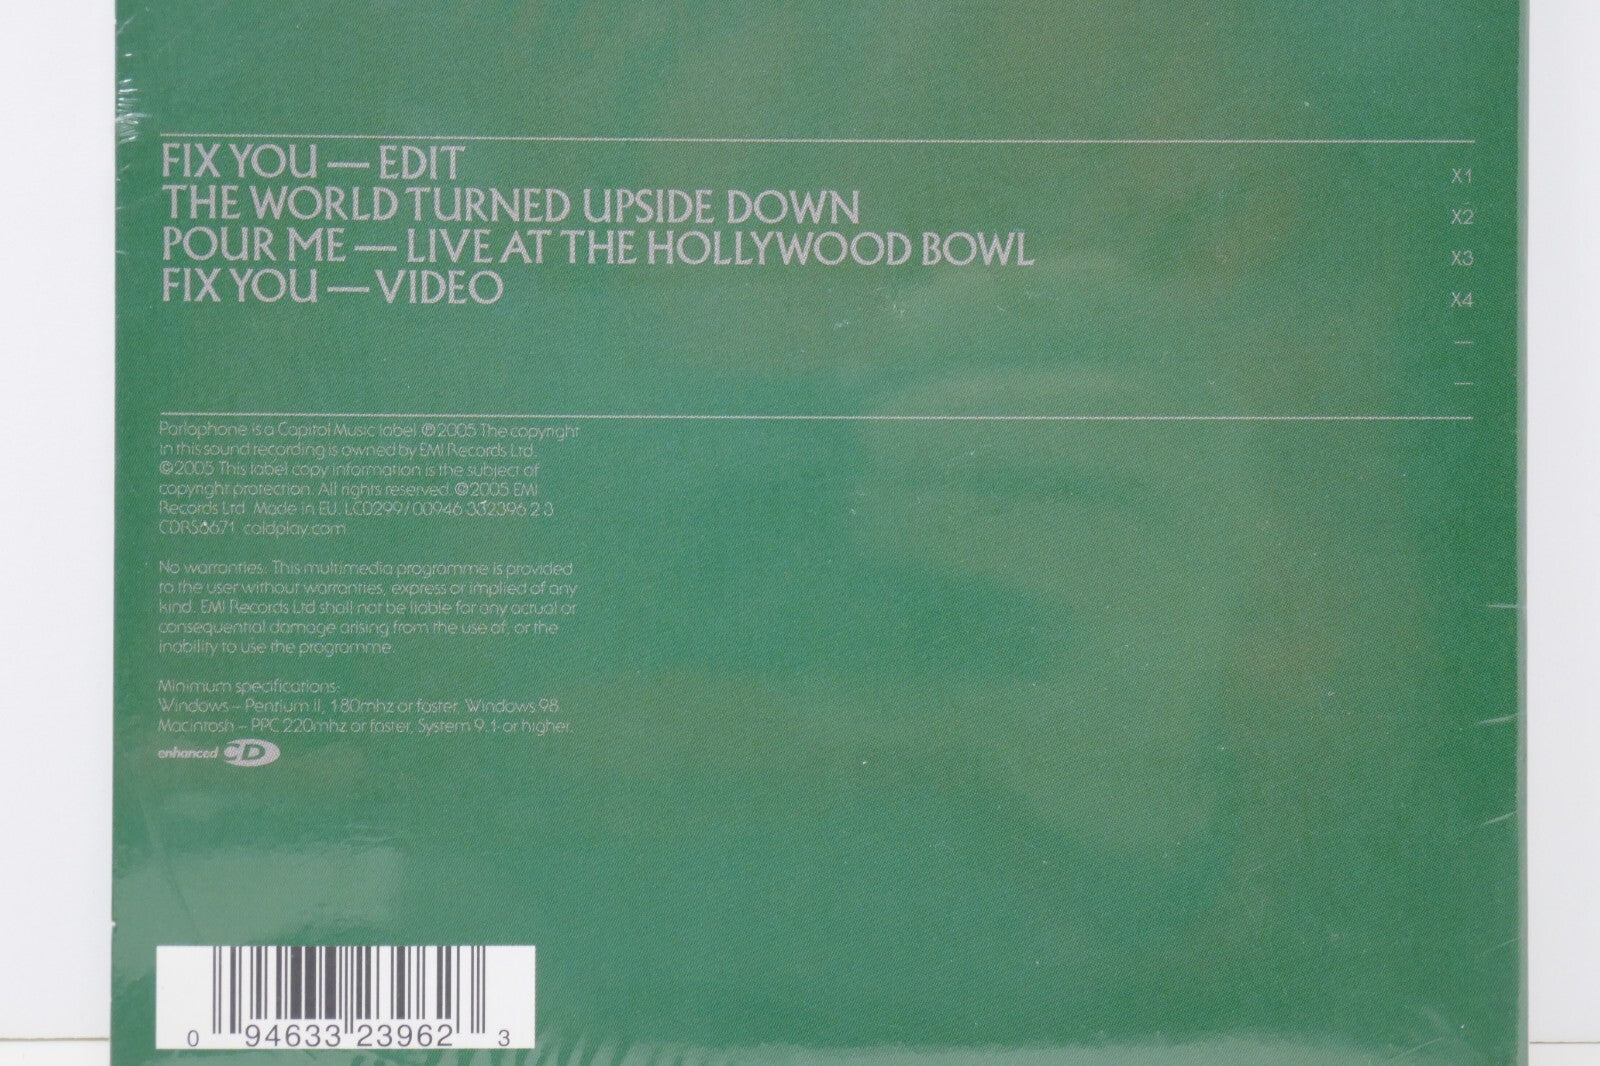 FIX YOU — EDIT X1
THE WORLD TURNED UPSIDE DOWN X2
POUR ME — LIVE AT THE HOLLYWOOD BOWL X3
FIX YOU — VIDEO X4
—
—
Parlophone is a Capitol Music label ℗2005 The copyright
in this sound recording is owned by EMI Records Ltd.
©2005 This label copy information is the subject of
copyright protection. All rights reserved. ©2005 EMI
Records Ltd Made in EU. LC0299/00946 332396 2 3
CDRS6671 coldplay.com
No warranties: This multimedia programme is provided
to the user without warranties, express or implied of any
kind. EMI Records Ltd shall not be liable for any actual or
consequential damage arising from the use of, or the
inability to use the programme.
Minimum specifications:
Windows – Pentium II, 180mhz or faster, Windows 98.
Macintosh – PPC 220mhz or faster, System 9.1 or higher.
enhanced CD
0 94633 23962 3